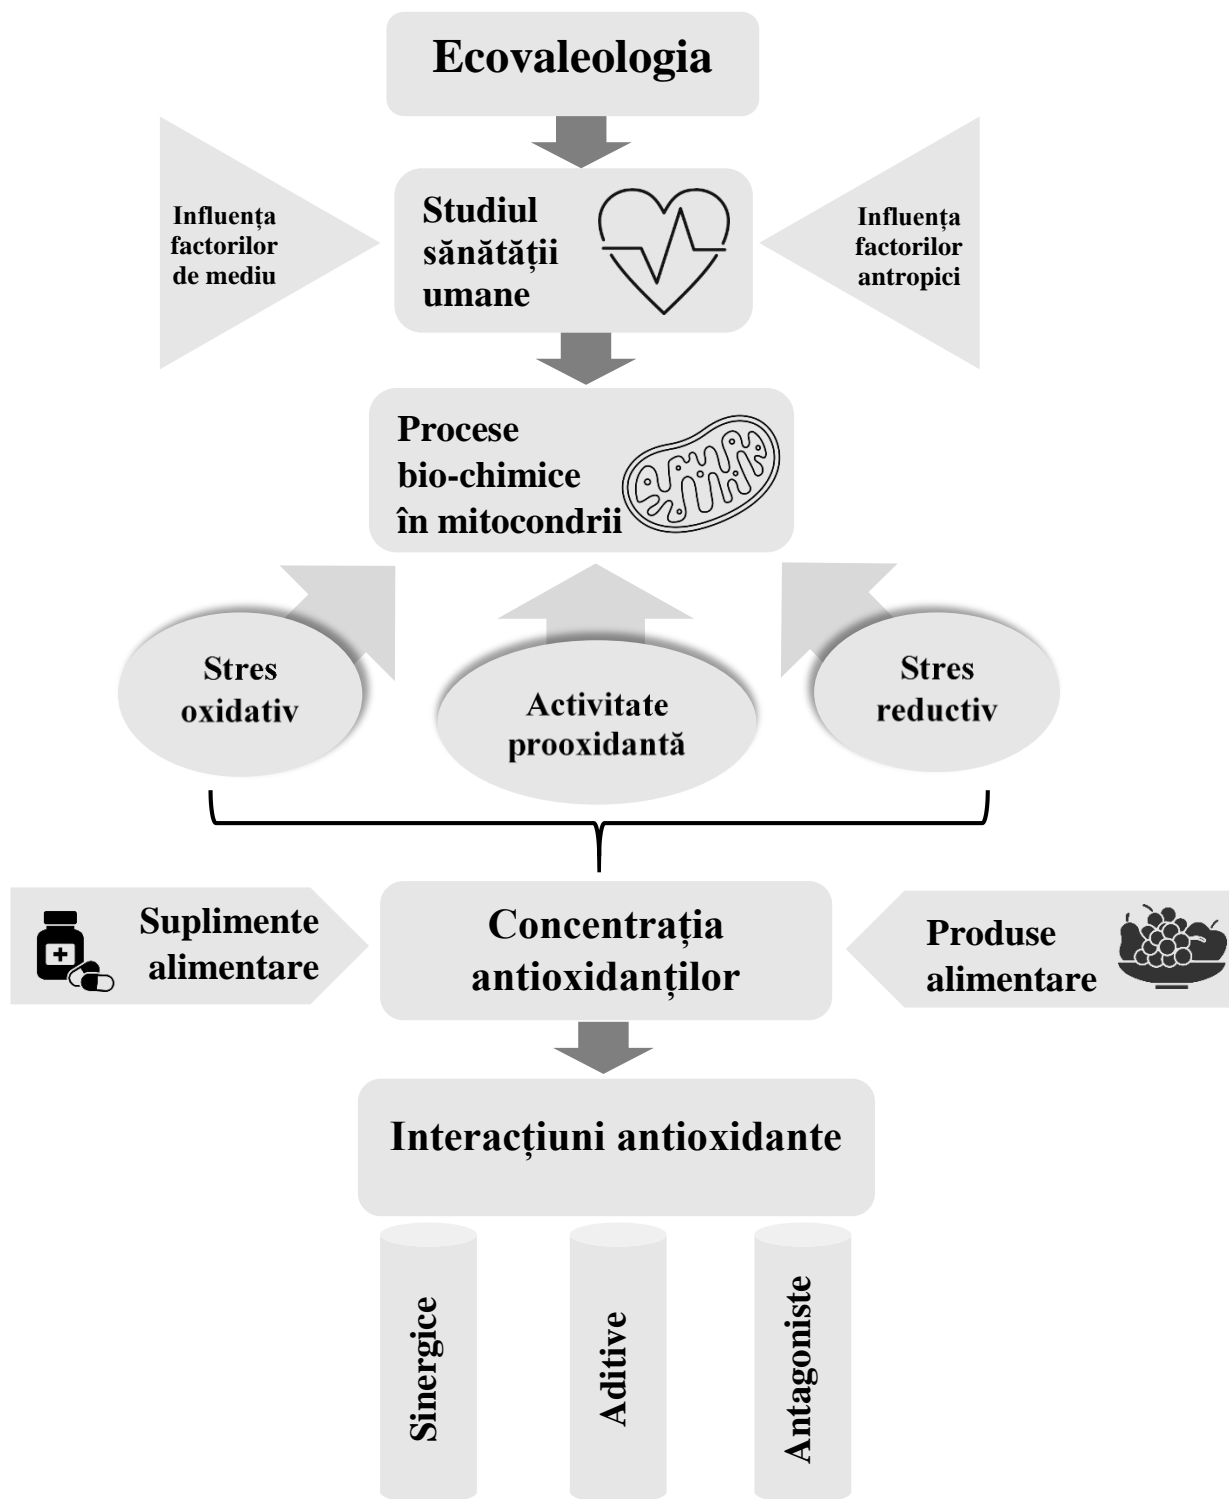 Ecovaleologia
Influența
factorilor
de mediu
Studiul
sănătății
umane
Influența
factorilor
antropici
Procese
bio-chimice
în mitocondrii
Stres
oxidativ
Activitate
prooxidantă
Stres
reductiv
Suplimente
alimentare
Concentrația
antioxidanților
Produse
alimentare
Interacțiuni antioxidante
Sinergice
Aditive
Antagoniste